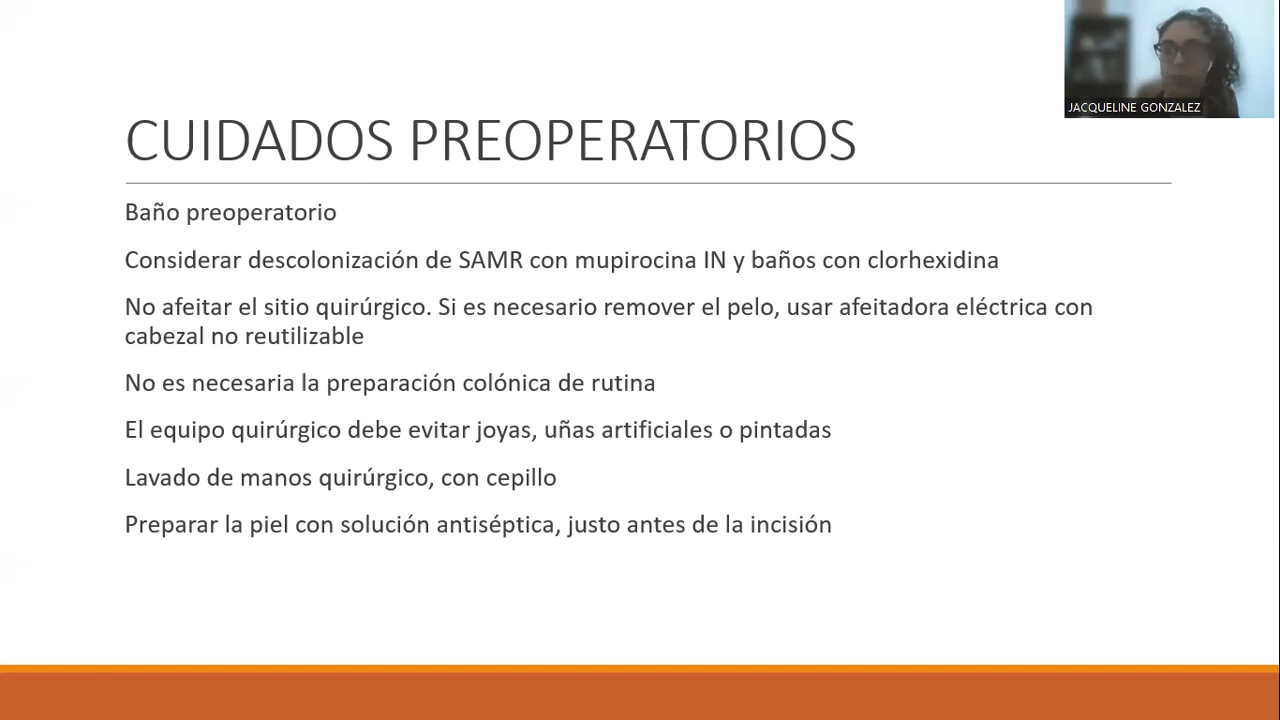 JACQUELINE GONZALEZ
CUIDADOS PREOPERATORIOS
Baño preoperatorio
Considerar descolonización de SAMR con mupirocina IN y baños con clorhexidina
No afeitar el sitio quirúrgico. Si es necesario remover el pelo, usar afeitadora eléctrica con
cabezal no reutilizable
No es necesaria la preparación colónica de rutina
El equipo quirúrgico debe evitar joyas, uñas artificiales o pintadas
Lavado de manos quirúrgico, con cepillo
Preparar la piel con solución antiséptica, justo antes de la incisión